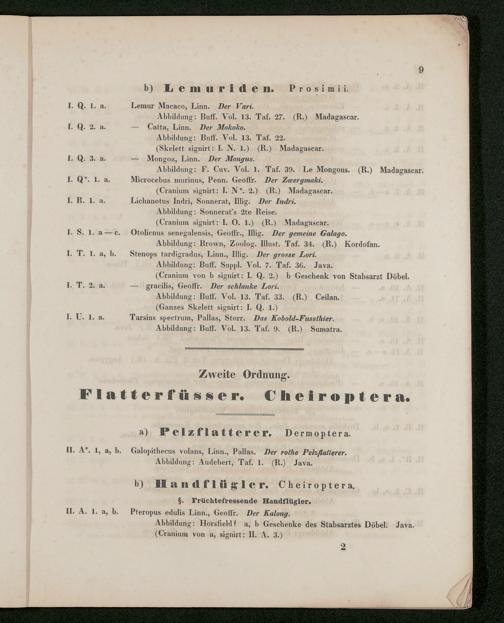 9
b) Lemuriden. Prosimii.
I. Q. 1. a. Lemur Macaco, Linn. Der Vari.
Abbildung: Buff. Vol. 13. Taf. 27. (R.) Madagascar.
I. Q. 2. a. — Catta, Linn. Der Mokoko.
Abbildung: Buff. Vol. 13. Taf. 22.
(Skelett signirt: I. N. 1.) (R.) Madagascar.
I. Q. 3. a. — Mongoz, Linn. Der Mongus.
Abbildung: F. Cuv. Vol. 1. Taf. 39. Le Mongous. (R.) Madagascar.
I. Q*. 1. a. Microcebus murinus, Penn. Geoffr. Der Zwergmaki.
(Cranium signirt: I. N*. 2.) (R.) Madagascar.
I. R. 1. a. Lichanotus Indri, Sonnerat, Illig. Der Indri.
Abbildung: Sonnerat's 2te Reise.
(Cranium signirt: I. O. 1.) (R.) Madagascar.
I. S. 1. a—c. Otolicnus senegalensis, Geoffr., Illig. Der gemeine Galago.
Abbildung: Brown, Zoolog. Illust. Taf. 34. (R.) Kordofan.
I. T. 1. a, b. Stenops tardigradus, Linn., Illig. Der grosse Lori.
Abbildung: Buff. Suppl. Vol. 7. Taf. 36. Java.
(Cranium von b signirt: I. Q. 2.) b Geschenk von Stabsarzt Döbel.
I. T. 2. a. — gracilis, Geoffr. Der schlanke Lori.
Abbildung: Buff. Vol. 13. Taf. 33. (R.) Ceilan.
(Ganzes Skelett signirt: I. Q. 1.)
I. U. 1. a. Tarsius spectrum, Pallas, Storr. Das Kobold-Fussthier.
Abbildung: Buff. Vol. 13. Taf. 9. (R.) Sumatra.
Zweite Ordnung.
Flatterfüsser. Cheiroptera.
a) Pelzflatterer. Dermoptera.
II. A*. 1, a, b. Galopithecus volans, Linn., Pallas. Der rothe Pelzflatterer.
Abbildung: Audebert, Taf. 1. (R.) Java.
b) Handflügler. Cheiroptera,
§. Früchtefressende Handflügler.
II. A. 1. a, b. Pteropus edulis Linn., Geoffr. Der Kalong.
Abbildung: Horsfield? a, b Geschenke des Stabsarztes Döbel. Java.
(Cranium von a, signirt: II. A. 3.)
2